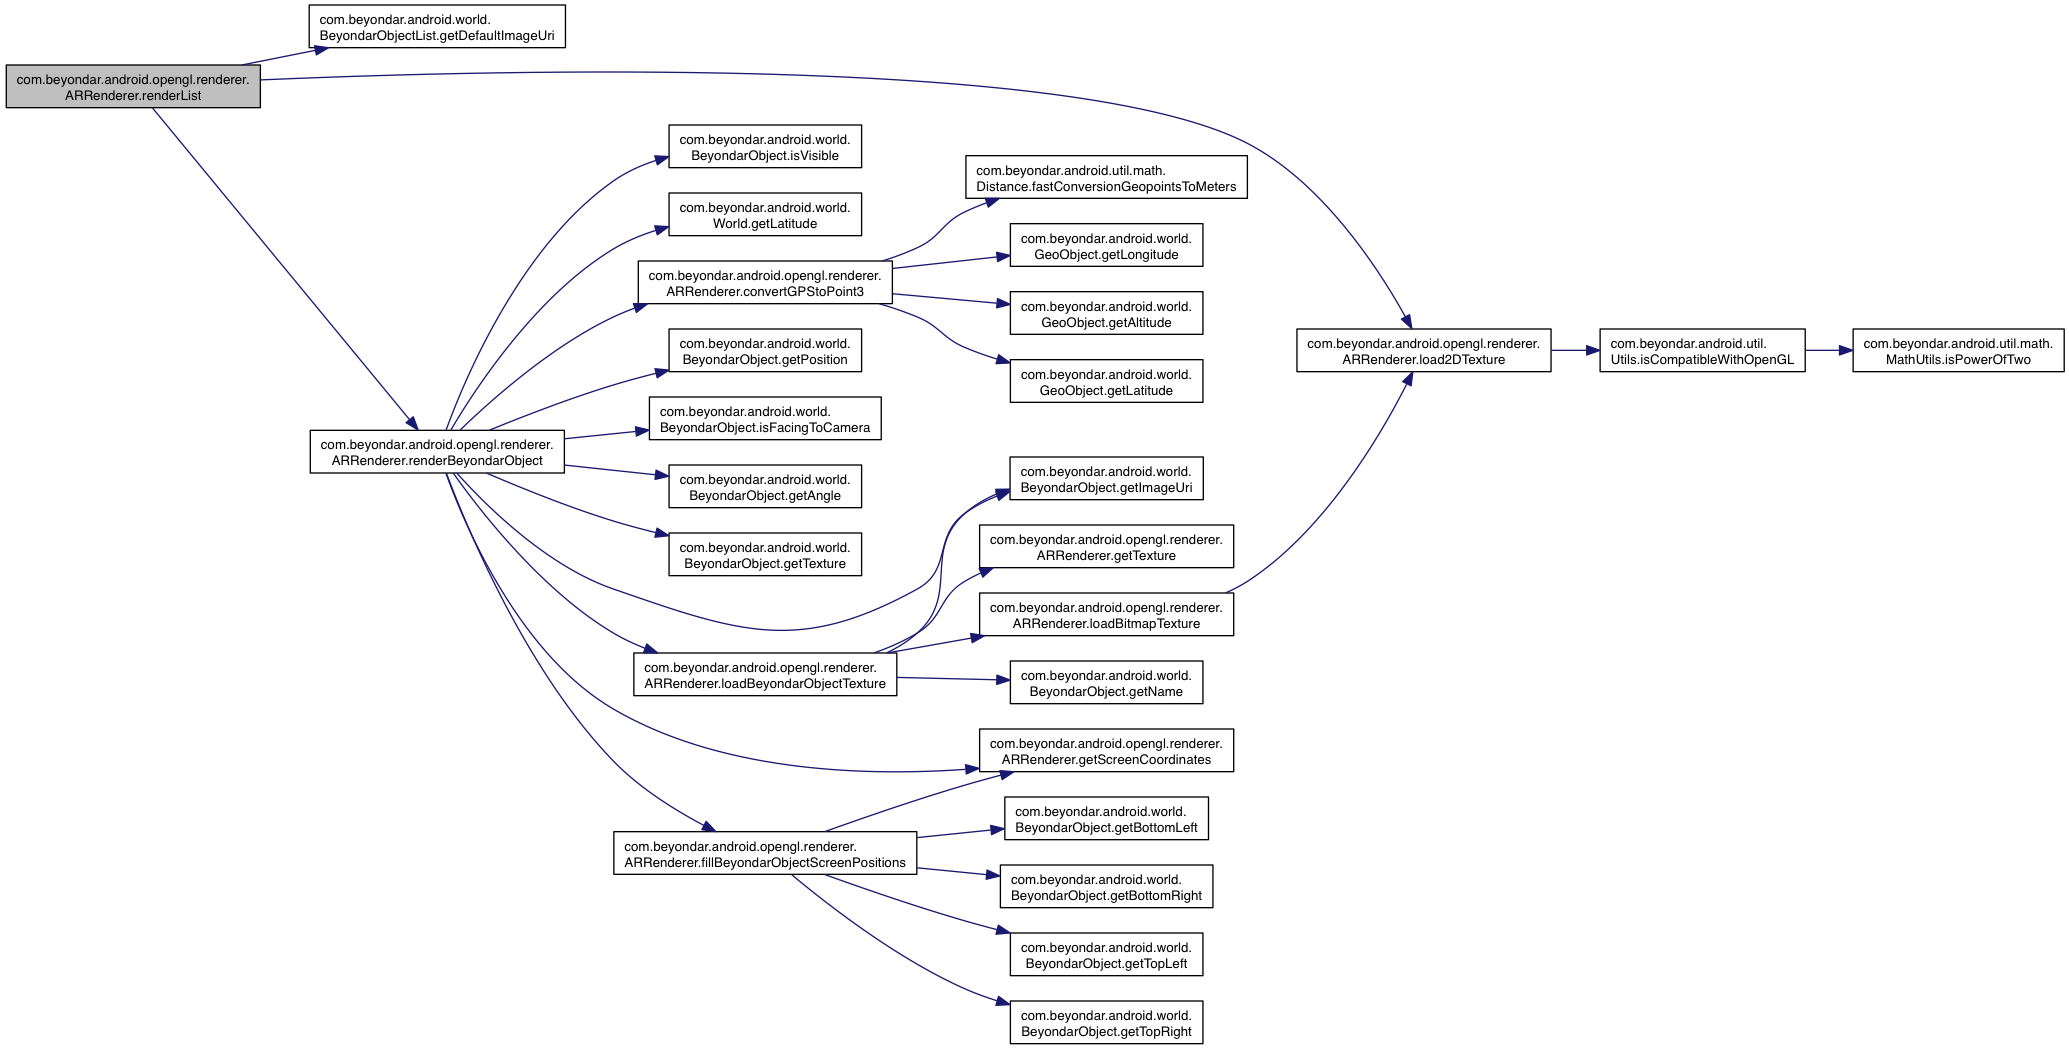 com.beyondar.android.world.
BeyondarObjectList.getDefaultImageUri
com.beyondar.android.opengl.renderer.
ARRenderer.renderList
com.beyondar.android.world.
BeyondarObject.isVisible
com.beyondar.android.util.math.
Distance.fastConversionGeopointsToMeters
com.beyondar.android.world.
World.getLatitude
com.beyondar.android.world.
GeoObject.getLongitude
com.beyondar.android.opengl.renderer.
ARRenderer.convertGPStoPoint3
com.beyondar.android.world.
GeoObject.getAltitude
com.beyondar.android.world.
BeyondarObject.getPosition
com.beyondar.android.world.
GeoObject.getLatitude
com.beyondar.android.opengl.renderer.
ARRenderer.load2DTexture
com.beyondar.android.util.
Utils.isCompatibleWithOpenGL
com.beyondar.android.util.math.
MathUtils.isPowerOfTwo
com.beyondar.android.world.
BeyondarObject.isFacingToCamera
com.beyondar.android.opengl.renderer.
ARRenderer.renderBeyondarObject
com.beyondar.android.world.
BeyondarObject.getAngle
com.beyondar.android.world.
BeyondarObject.getImageUri
com.beyondar.android.world.
BeyondarObject.getTexture
com.beyondar.android.opengl.renderer.
ARRenderer.getTexture
com.beyondar.android.opengl.renderer.
ARRenderer.loadBitmapTexture
com.beyondar.android.opengl.renderer.
ARRenderer.loadBeyondarObjectTexture
com.beyondar.android.world.
BeyondarObject.getName
com.beyondar.android.opengl.renderer.
ARRenderer.getScreenCoordinates
com.beyondar.android.world.
BeyondarObject.getBottomLeft
com.beyondar.android.opengl.renderer.
ARRenderer.fillBeyondarObjectScreenPositions
com.beyondar.android.world.
BeyondarObject.getBottomRight
com.beyondar.android.world.
BeyondarObject.getTopLeft
com.beyondar.android.world.
BeyondarObject.getTopRight